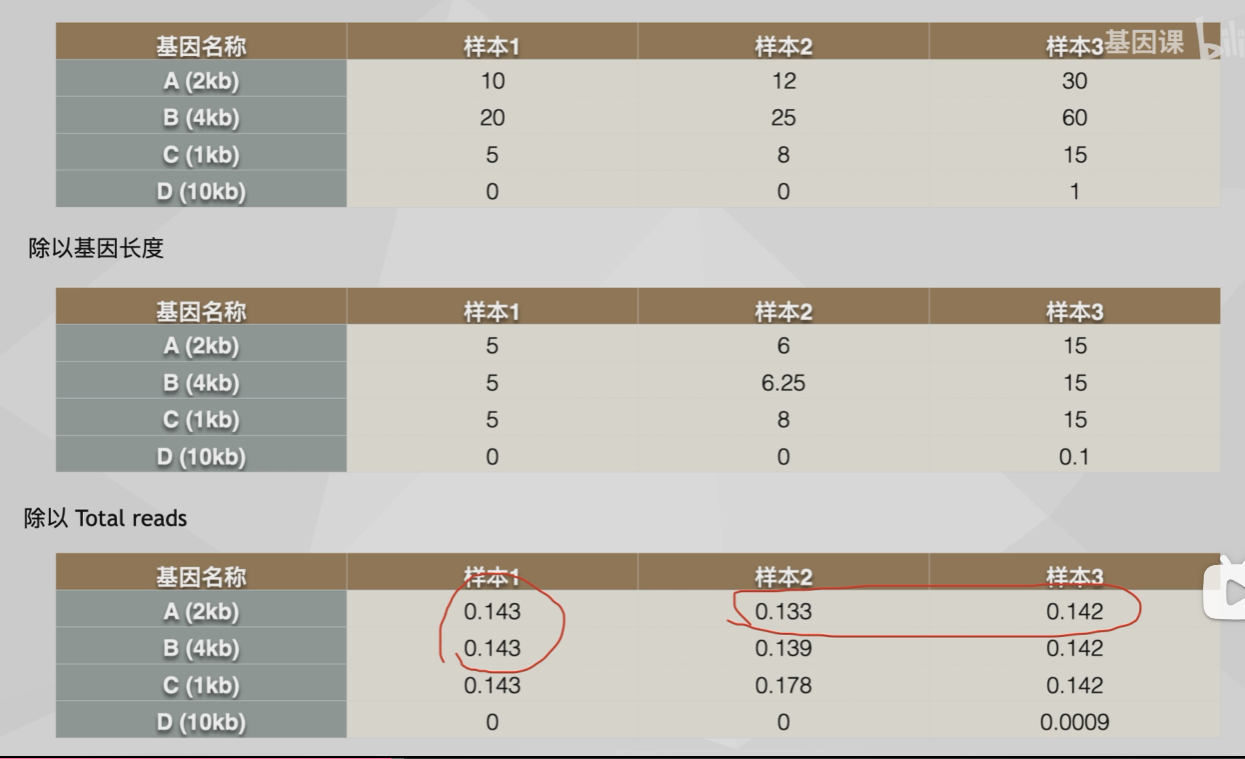 基因名称 样本1 样本2 样本3 基因课 bili
A (2kb) 10 12 30
B (4kb) 20 25 60
C (1kb) 5 8 15
D (10kb) 0 0 1
除以基因长度
基因名称 样本1 样本2 样本3
A (2kb) 5 6 15
B (4kb) 5 6.25 15
C (1kb) 5 8 15
D (10kb) 0 0 0.1
除以 Total reads
基因名称 样本1 样本2 样本3
A (2kb) 0.143 0.133 0.142
B (4kb) 0.143 0.139 0.142
C (1kb) 0.143 0.178 0.142
D (10kb) 0 0 0.0009